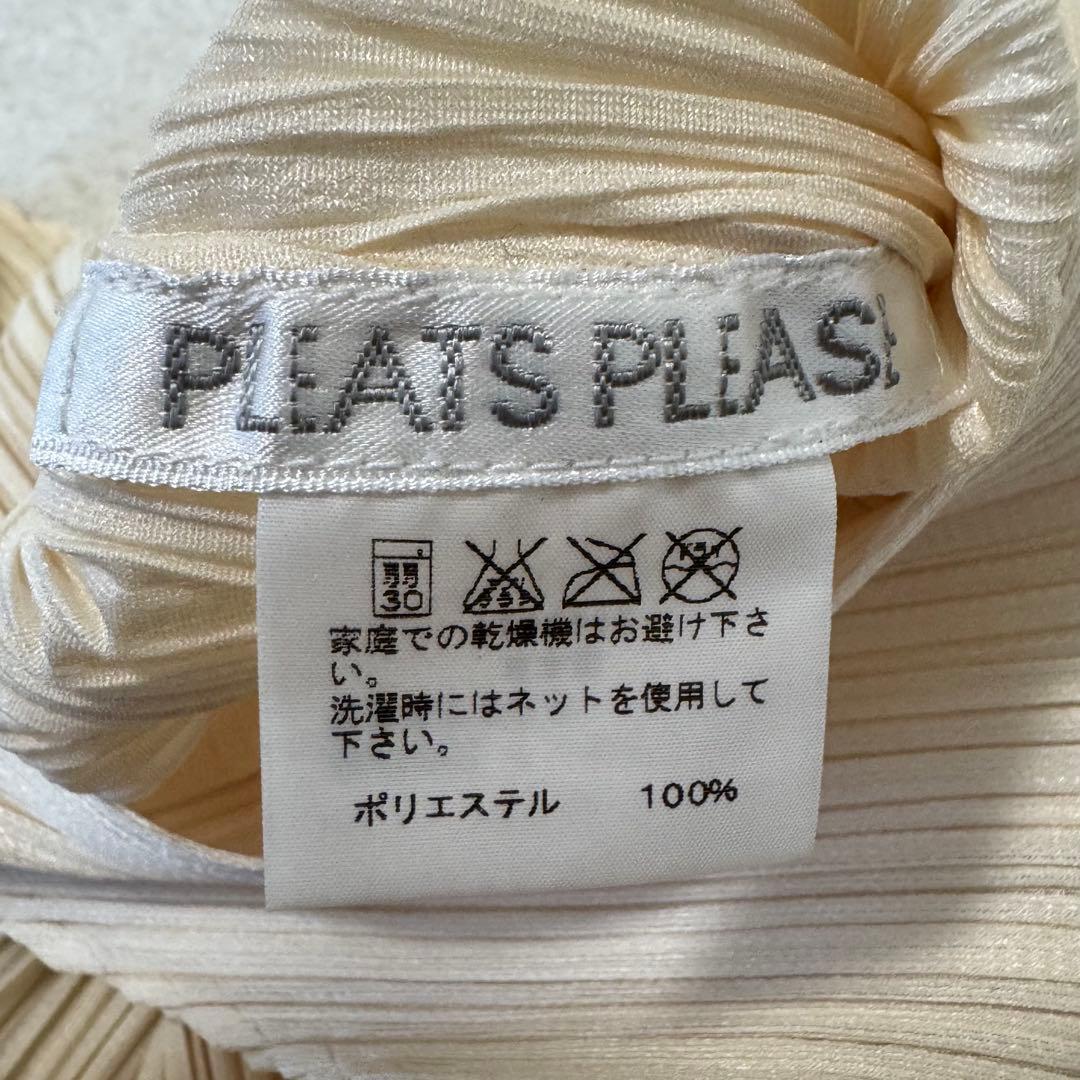 PLEATS PLEASE
弱
30
家庭での乾燥機はお避け下さ
い。
洗濯時にはネットを使用して
下さい。
ポリエステル 100%